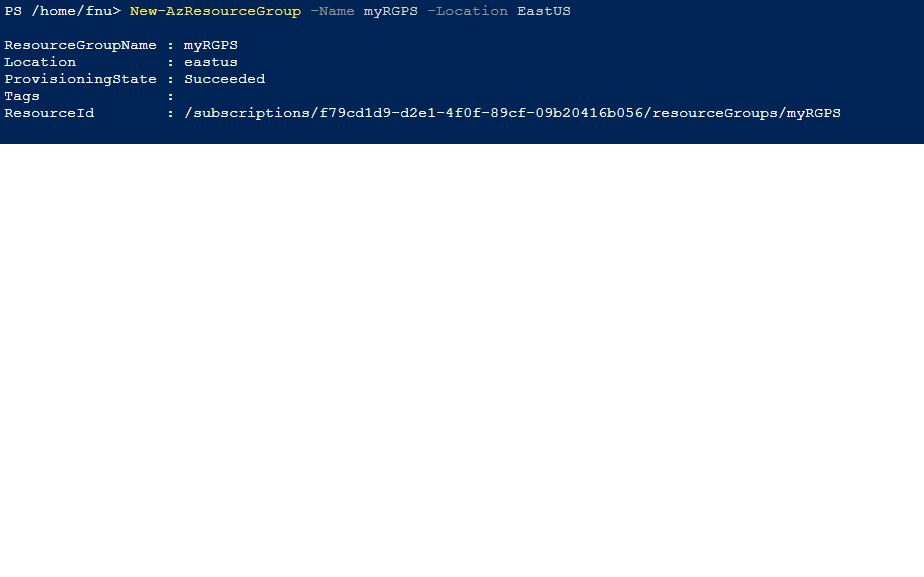 PS /home/fnu> New-AzResourceGroup -Name myRGPS -Location EastUS
ResourceGroupName : myRGPS
Location          : eastus
ProvisioningState : Succeeded
Tags              :
ResourceId        : /subscriptions/f79cd1d9-d2e1-4f0f-89cf-09b20416b056/resourceGroups/myRGPS